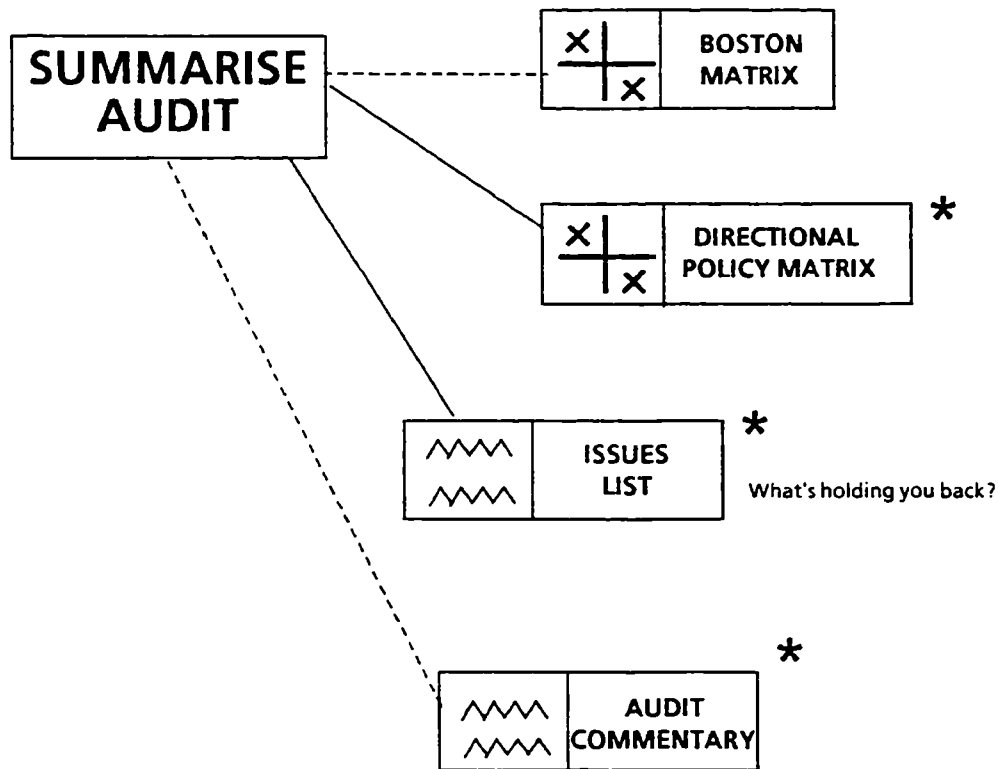 SUMMARISE
AUDIT
BOSTON
MATRIX
DIRECTIONAL
POLICY MATRIX
*
ISSUES
LIST
*
What's holding you back?
AUDIT
COMMENTARY
*